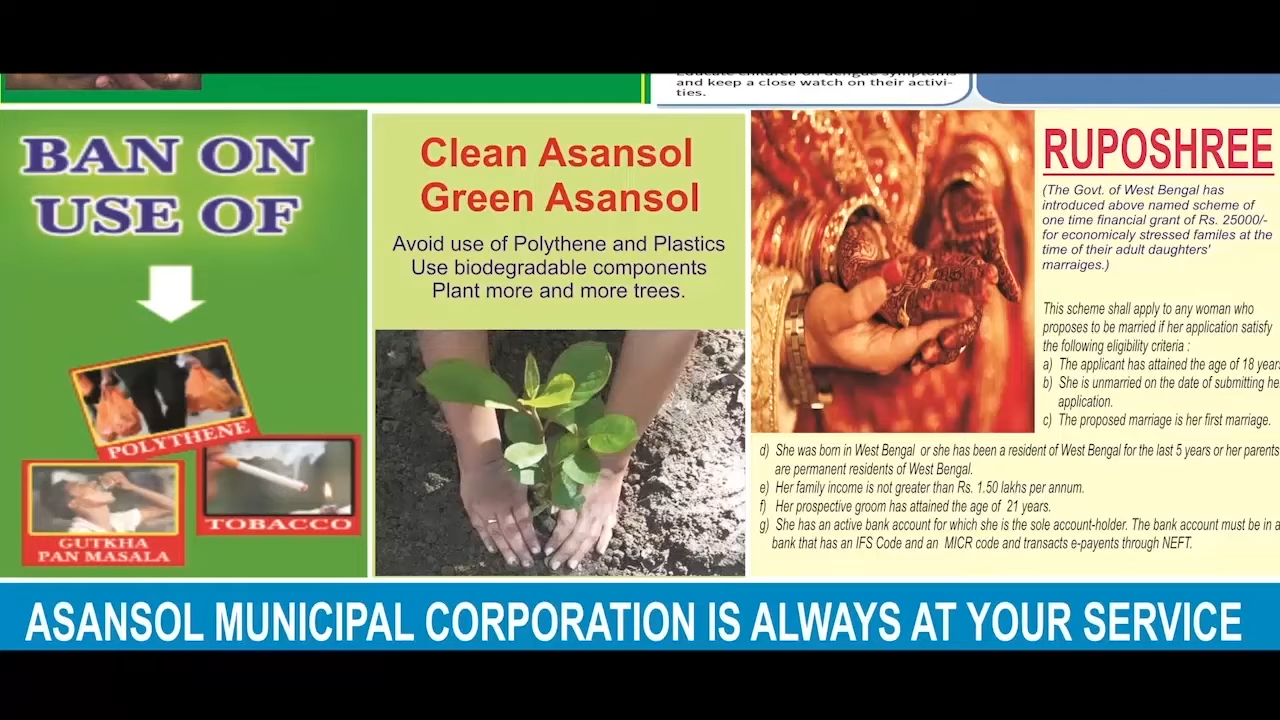 and keep a close watch on their activi-
ties.
BAN ON
USE OF
POLYTHENE
TOBACCO
GUTKHA
PAN MASALA
Clean Asansol
Green Asansol
Avoid use of Polythene and Plastics
Use biodegradable components
Plant more and more trees.
RUPOSHREE
(The Govt. of West Bengal has
introduced above named scheme of
one time financial grant of Rs. 25000/-
for economicaly stressed familes at the
time of their adult daughters'
marraiges.)
This scheme shall apply to any woman who
proposes to be married if her application satisfy
the following eligibility criteria :
a) The applicant has attained the age of 18 years
b) She is unmarried on the date of submitting he
application.
c) The proposed marriage is her first marriage.
d) She was born in West Bengal or she has been a resident of West Bengal for the last 5 years or her parents
are permanent residents of West Bengal.
e) Her family income is not greater than Rs. 1.50 lakhs per annum.
f) Her prospective groom has attained the age of 21 years.
g) She has an active bank account for which she is the sole account-holder. The bank account must be in a
bank that has an IFS Code and an MICR code and transacts e-payents through NEFT.
ASANSOL MUNICIPAL CORPORATION IS ALWAYS AT YOUR SERVICE